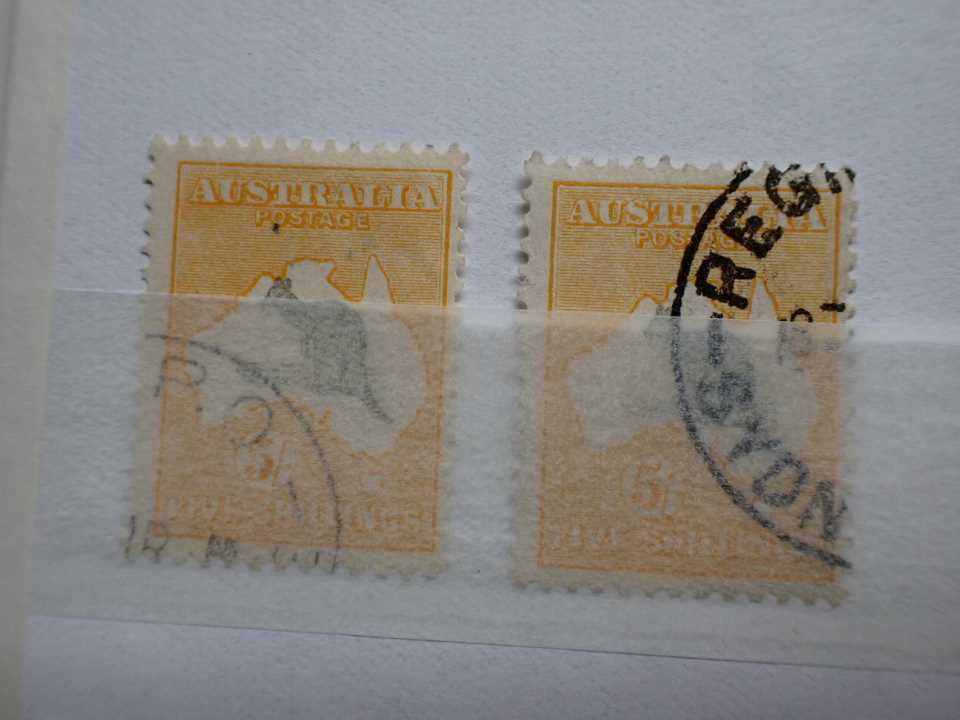 AUSTRALIA
POSTAGE
5/-
FIVE SHILLINGS
AUSTRALIA
POSTAGE
5/-
FIVE SHILLINGS
REG
SYDN